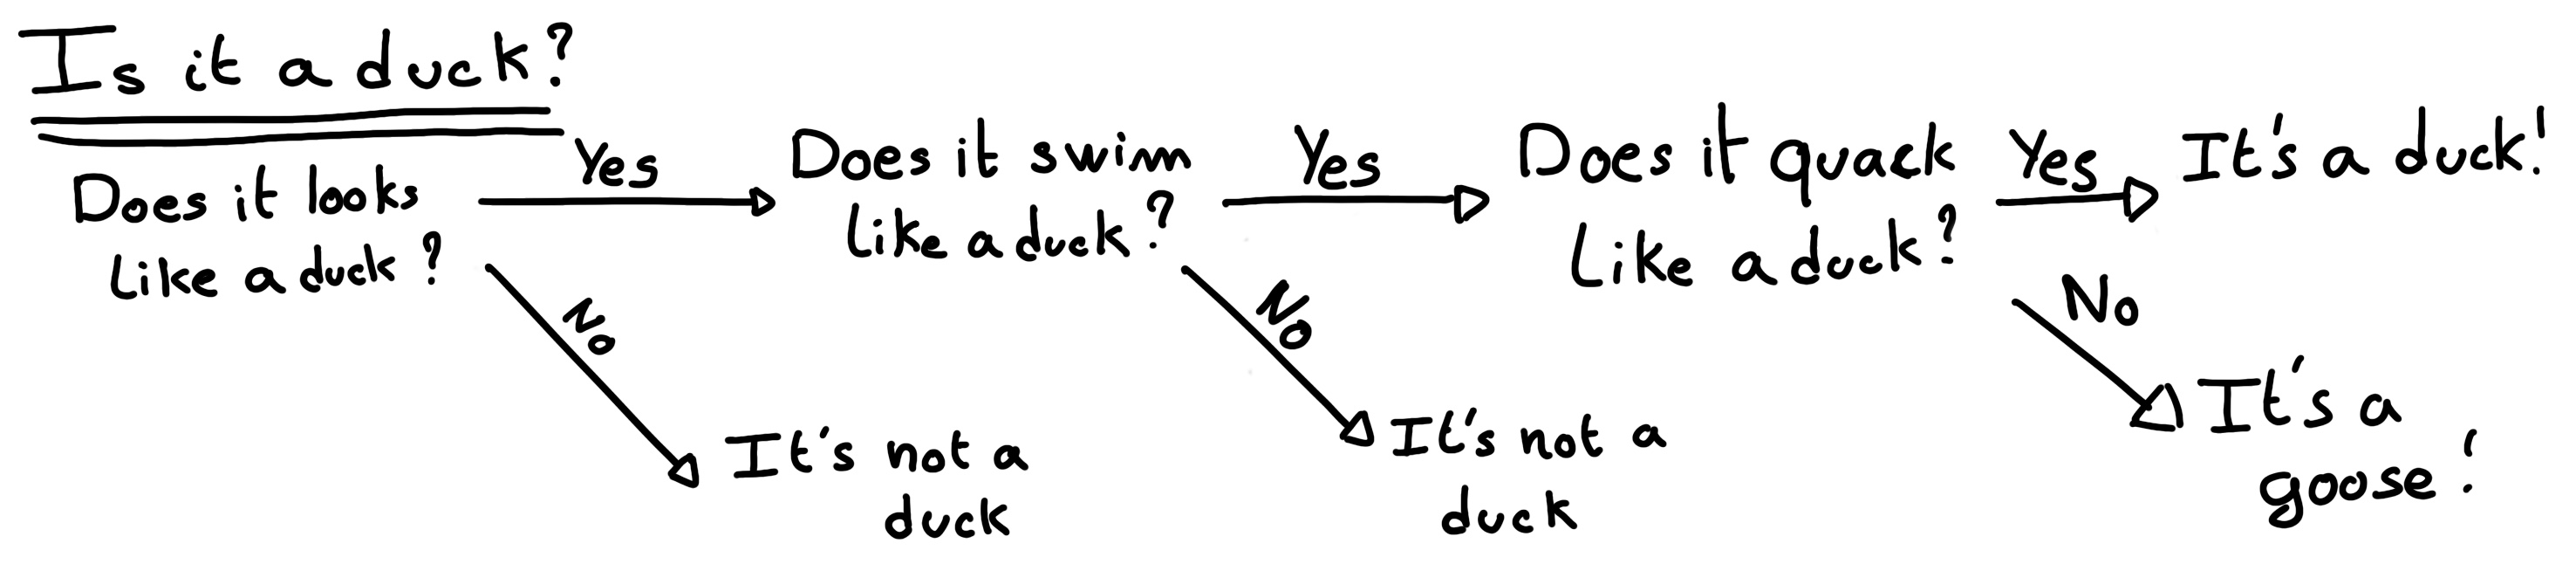 Is it a duck?
Does it looks
like a duck?
Yes
No
It's not a
duck
Does it swim
like a duck?
Yes
No
It's not a
duck
Does it quack
like a duck?
Yes
It's a duck!
No
It's a
goose!